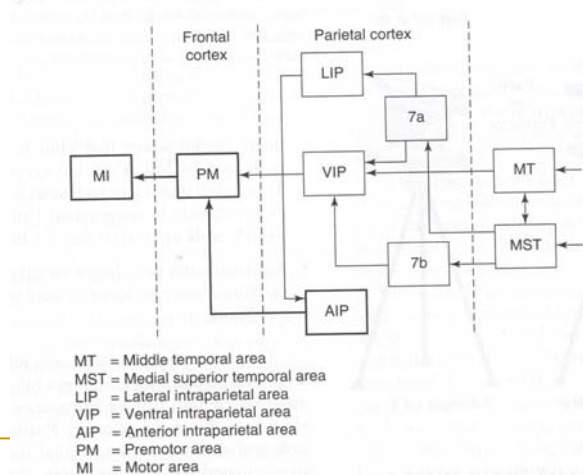 Frontal
cortex
Parietal cortex
LIP
7a
MI
PM
VIP
MT
MST
7b
AIP
MT = Middle temporal area
MST = Medial superior temporal area
LIP = Lateral intraparietal area
VIP = Ventral intraparietal area
AIP = Anterior intraparietal area
PM = Premotor area
MI = Motor area